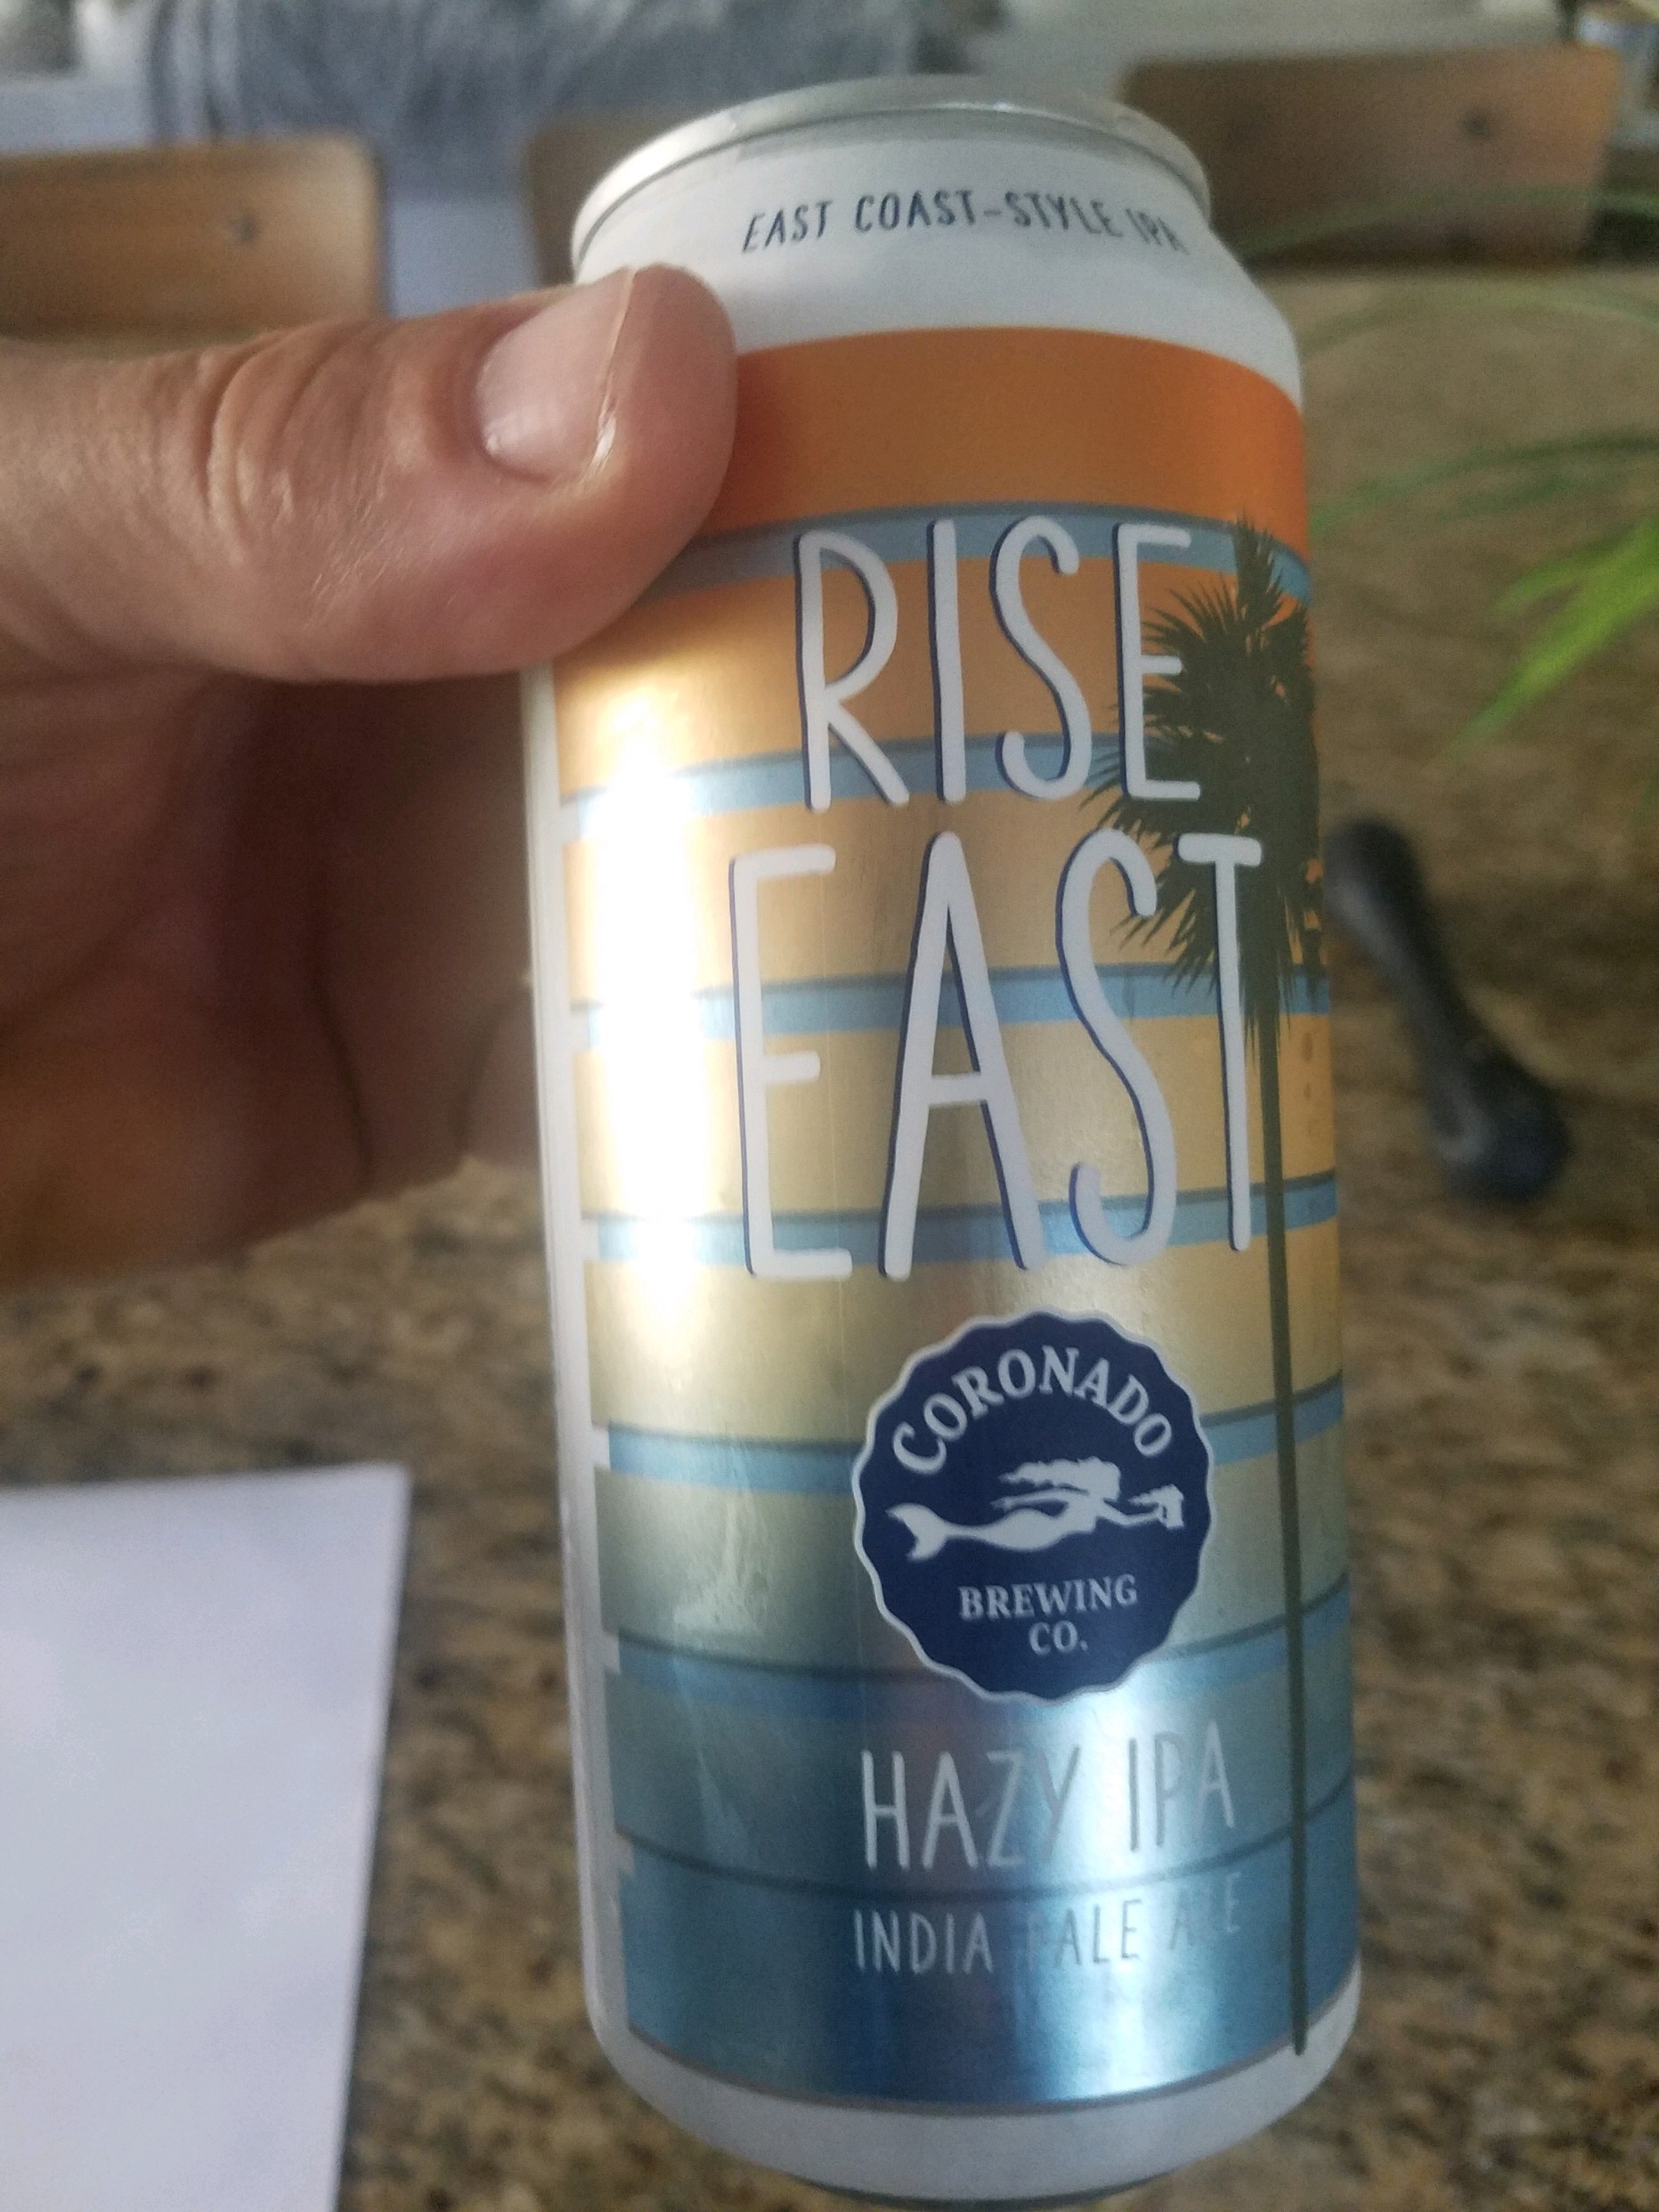 EAST COAST-STYLE IPA
RISE
EAST
CORONADO
BREWING
CO.
HAZY IPA
INDIA PALE ALE